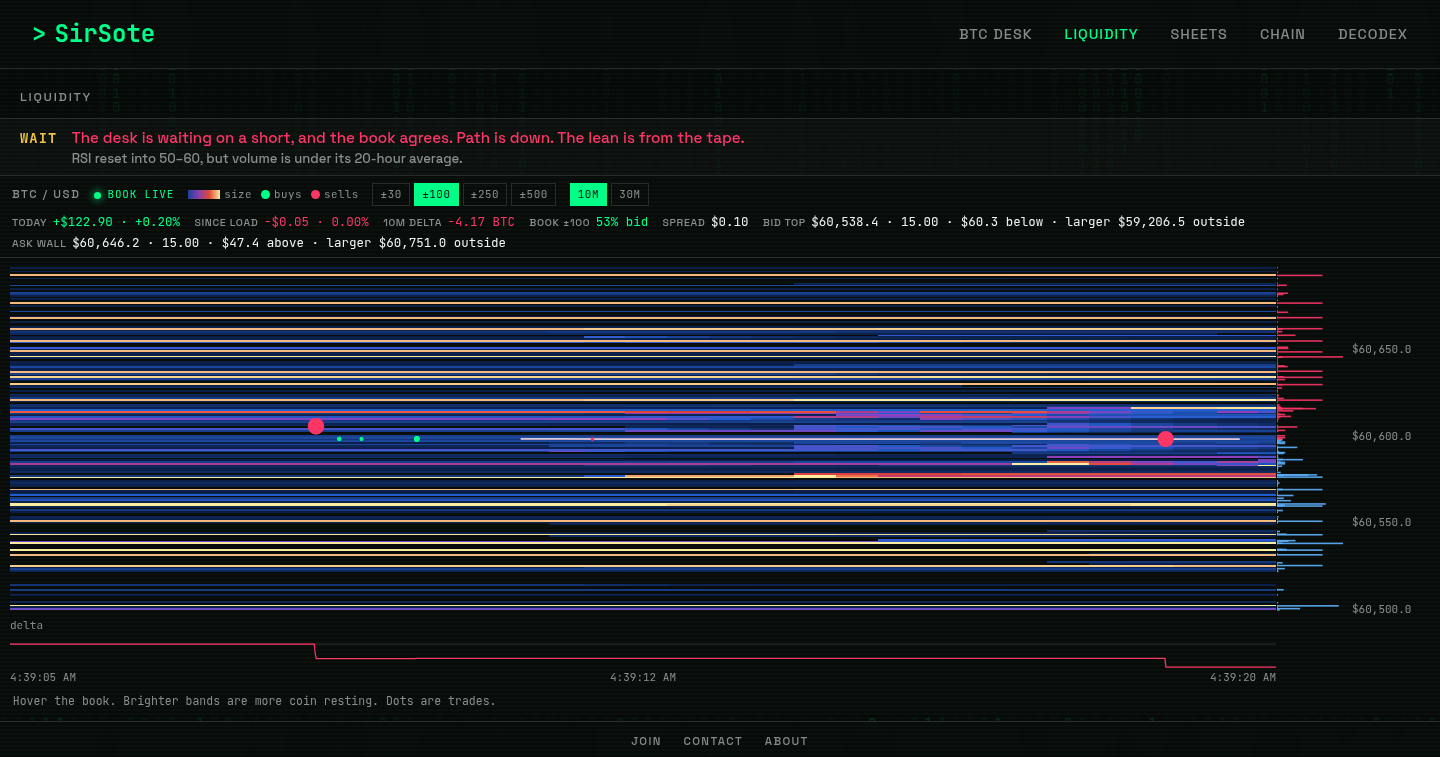 > SirSote
BTC DESK LIQUIDITY SHEETS CHAIN DECODEX
LIQUIDITY
WAIT The desk is waiting on a short, and the book agrees. Path is down. The lean is from the tape.
RSI reset into 50–60, but volume is under its 20-hour average.
BTC / USD BOOK LIVE size buys sells ±30 ±100 ±250 ±500 10M 30M
TODAY +$122.90 · +0.20% SINCE LOAD -$0.05 · 0.00% 10M DELTA -4.17 BTC BOOK ±100 53% bid SPREAD $0.10 BID TOP $60,538.4 · 15.00 · $60.3 below · larger $59,206.5 outside
ASK WALL $60,646.2 · 15.00 · $47.4 above · larger $60,751.0 outside
$60,650.0
$60,600.0
$60,550.0
$60,500.0
delta
4:39:05 AM 4:39:12 AM 4:39:20 AM
Hover the book. Brighter bands are more coin resting. Dots are trades.
JOIN CONTACT ABOUT